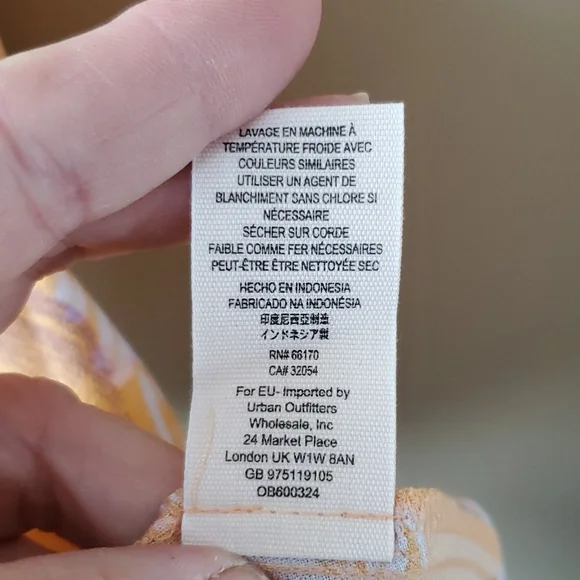 LAVAGE EN MACHINE À
TEMPÉRATURE FROIDE AVEC
COULEURS SIMILAIRES
UTILISER UN AGENT DE
BLANCHIMENT SANS CHLORE SI
NÉCESSAIRE
SÉCHER SUR CORDE
FAIBLE COMME FER NÉCESSAIRES
PEUT-ÊTRE ÊTRE NETTOYÉE SEC
HECHO EN INDONESIA
FABRICADO NA INDONÉSIA
印度尼西亞制造
インドネシア製
RN# 66170
CA# 32054
For EU- Imported by
Urban Outfitters
Wholesale, Inc
24 Market Place
London UK W1W 8AN
GB 975119105
OB600324